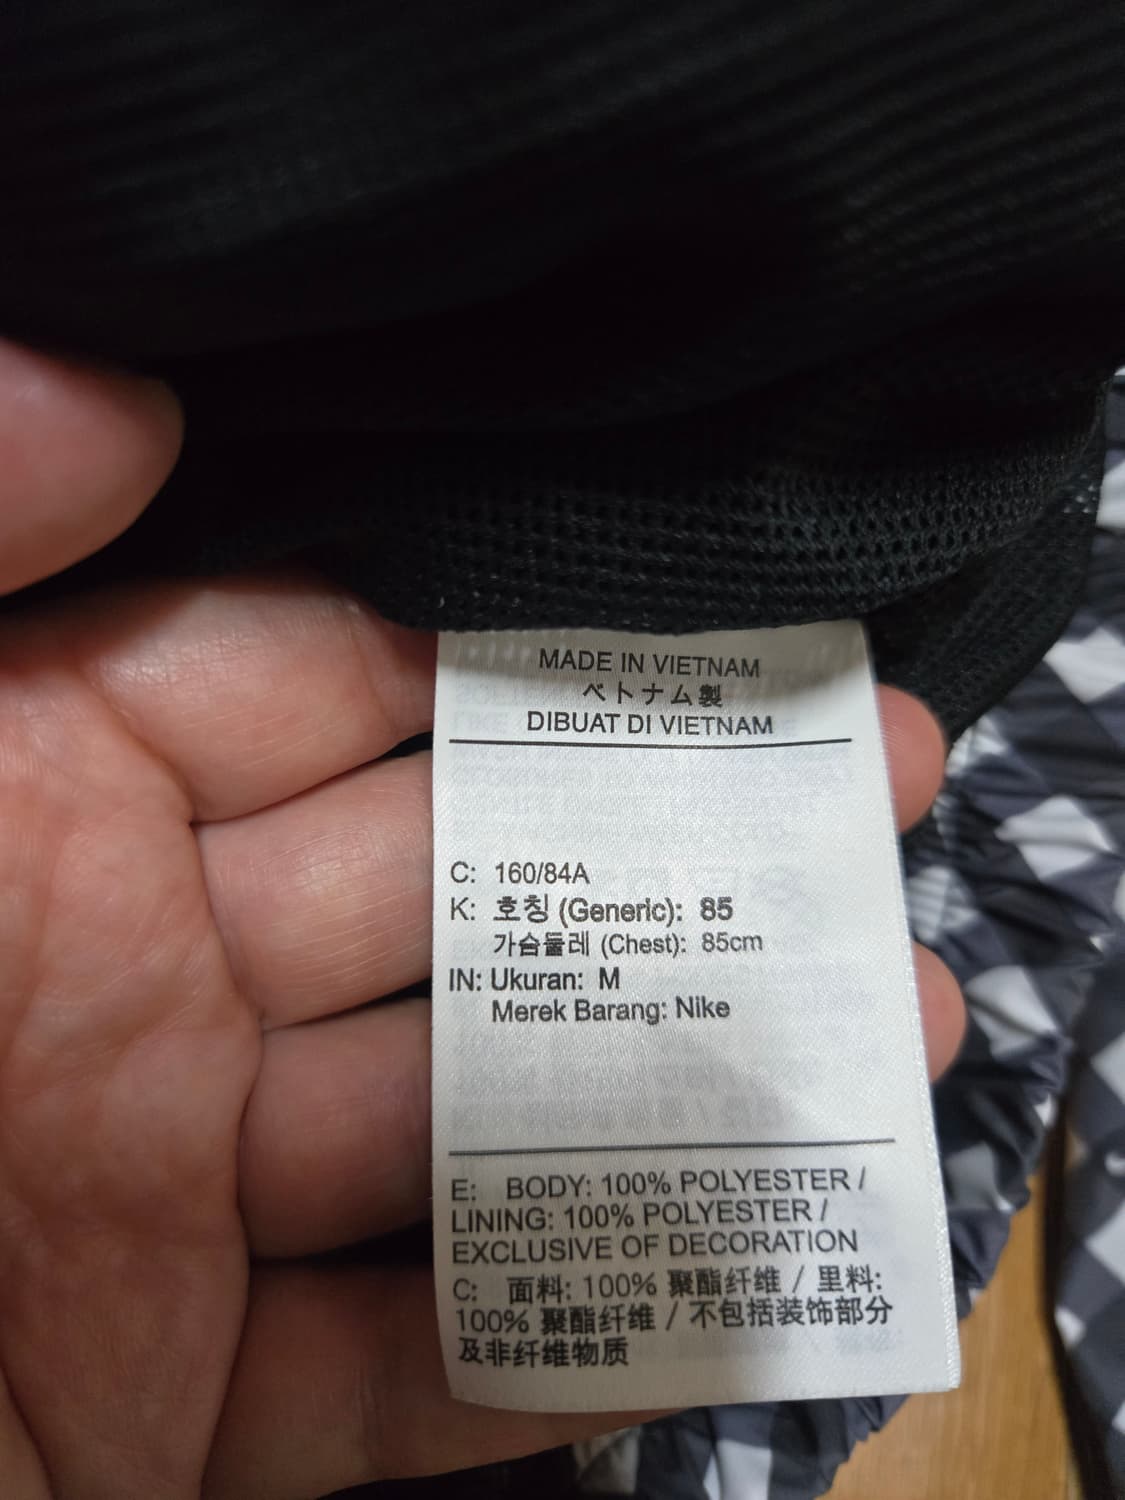 MADE IN VIETNAM
ベトナム製
DIBUAT DI VIETNAM
C: 160/84A
K: 호칭 (Generic): 85
가슴둘레 (Chest): 85cm
IN: Ukuran: M
Merek Barang: Nike
E: BODY: 100% POLYESTER /
LINING: 100% POLYESTER /
EXCLUSIVE OF DECORATION
C: 面料: 100% 聚酯纤维 / 里料:
100% 聚酯纤维 / 不包括装饰部分
及非纤维物质